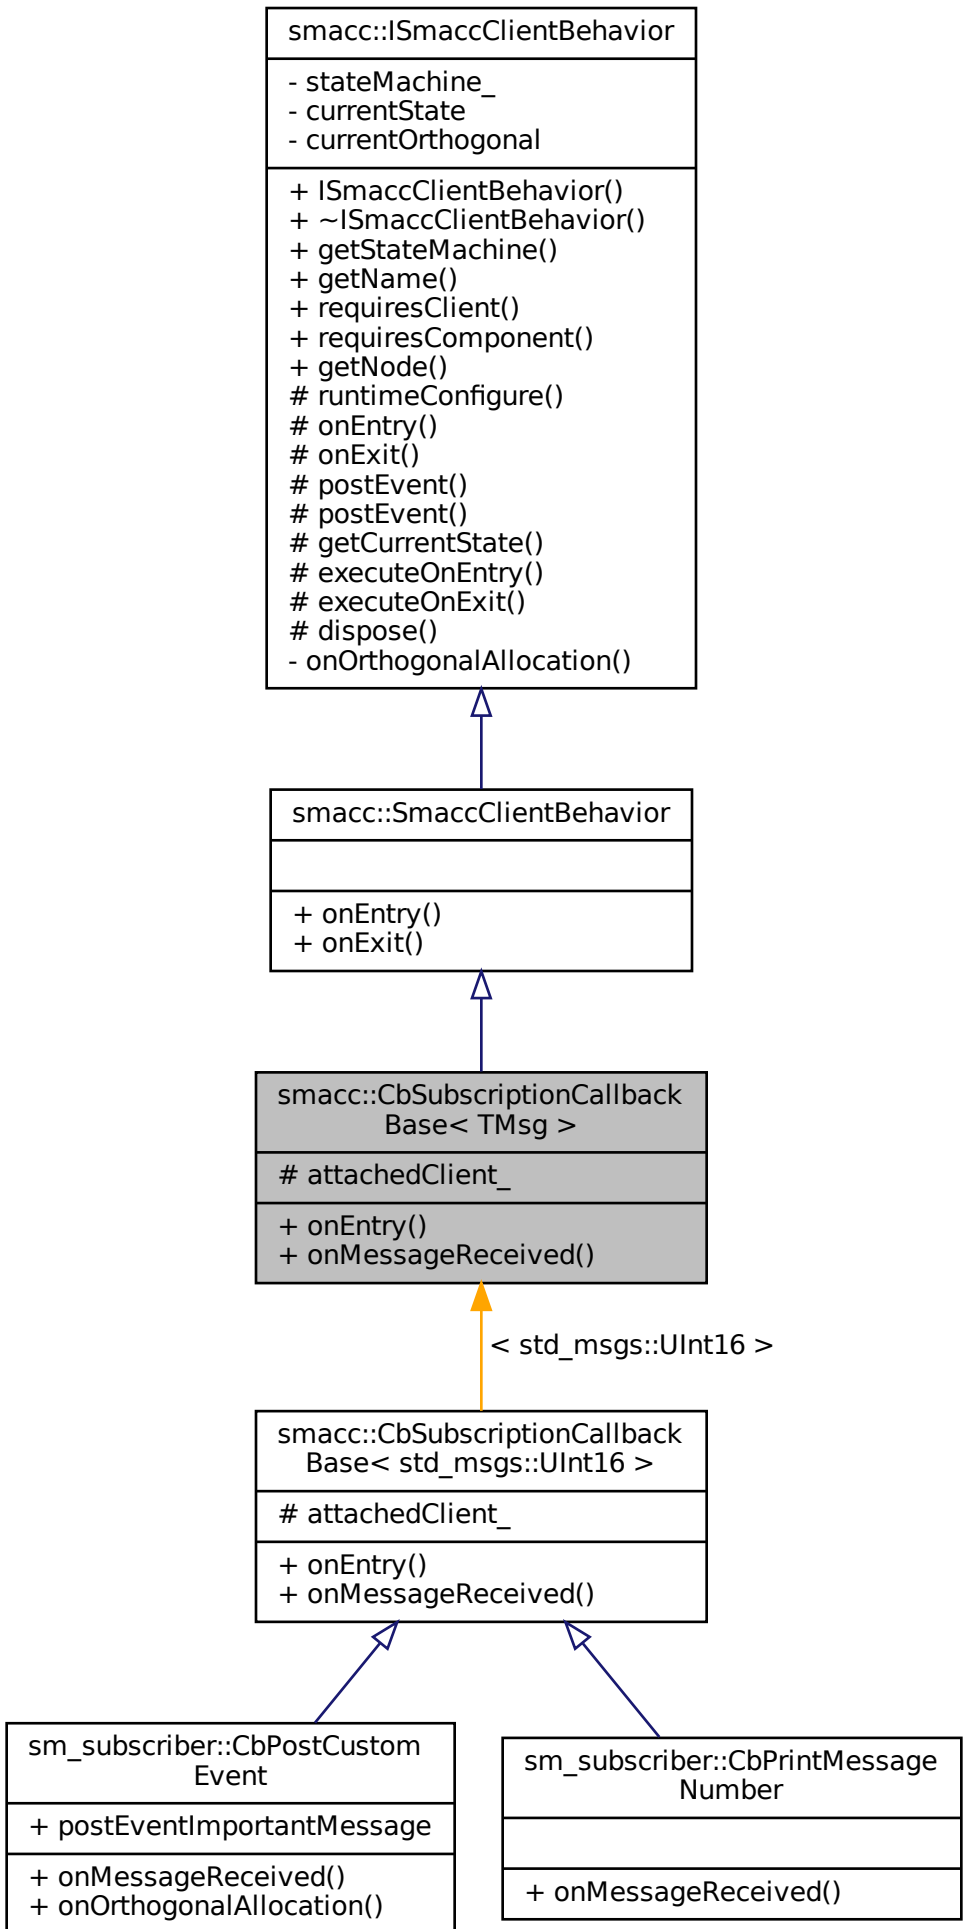 smacc::ISmaccClientBehavior
- stateMachine_
- currentState
- currentOrthogonal
+ ISmaccClientBehavior()
+ ~ISmaccClientBehavior()
+ getStateMachine()
+ getName()
+ requiresClient()
+ requiresComponent()
+ getNode()
# runtimeConfigure()
# onEntry()
# onExit()
# postEvent()
# postEvent()
# getCurrentState()
# executeOnEntry()
# executeOnExit()
# dispose()
- onOrthogonalAllocation()
smacc::SmaccClientBehavior
+ onEntry()
+ onExit()
smacc::CbSubscriptionCallback
Base< TMsg >
# attachedClient_
+ onEntry()
+ onMessageReceived()
< std_msgs::UInt16 >
smacc::CbSubscriptionCallback
Base< std_msgs::UInt16 >
# attachedClient_
+ onEntry()
+ onMessageReceived()
sm_subscriber::CbPostCustom
Event
+ postEventImportantMessage
+ onMessageReceived()
+ onOrthogonalAllocation()
sm_subscriber::CbPrintMessage
Number
+ onMessageReceived()